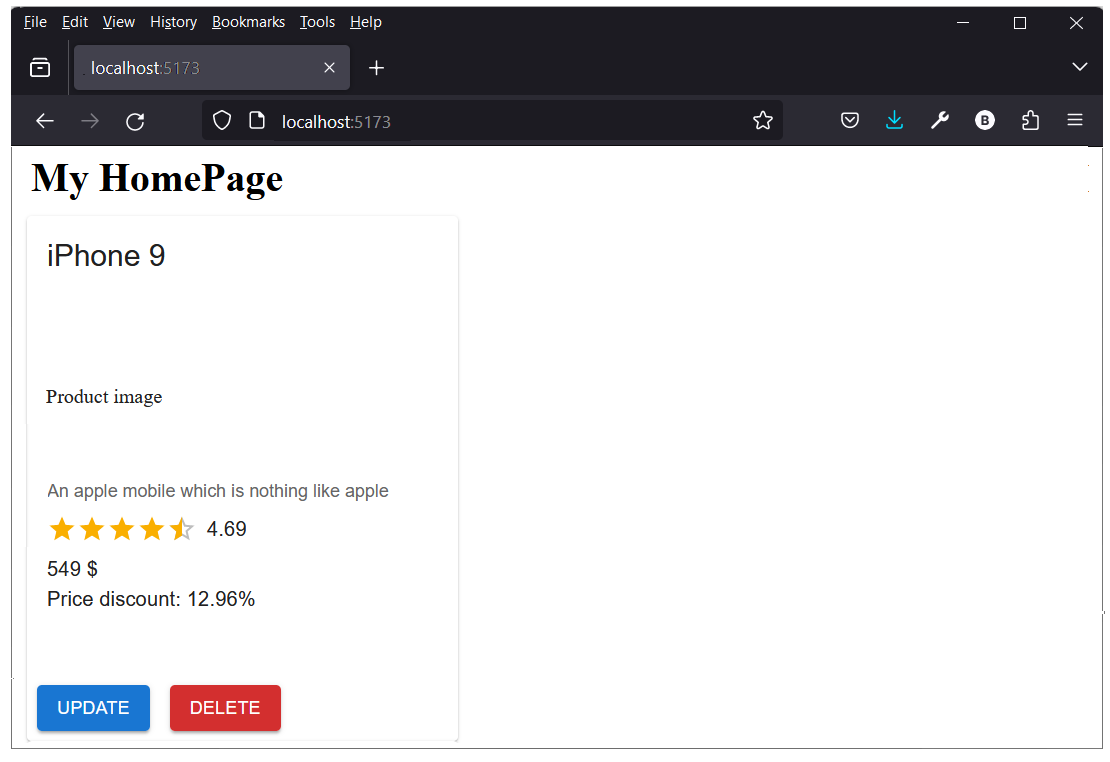 File Edit View History Bookmarks Tools Help
localhost:5173
localhost:5173
B
My HomePage
iPhone 9
Product image
An apple mobile which is nothing like apple
4.69
549 $
Price discount: 12.96%
UPDATE DELETE